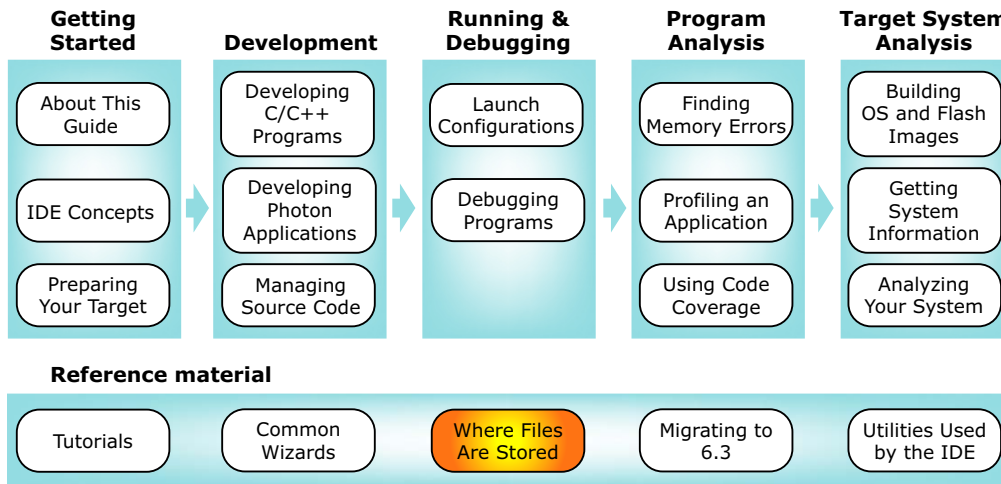 Getting
Started
Development
Running &
Debugging
Program
Analysis
Target System
Analysis
About This
Guide
IDE Concepts
Preparing
Your Target
Developing
C/C++
Programs
Developing
Photon
Applications
Managing
Source Code
Launch
Configurations
Debugging
Programs
Finding
Memory Errors
Profiling an
Application
Using Code
Coverage
Building
OS and Flash
Images
Getting
System
Information
Analyzing
Your System
Reference material
Tutorials
Common
Wizards
Where Files
Are Stored
Migrating to
6.3
Utilities Used
by the IDE